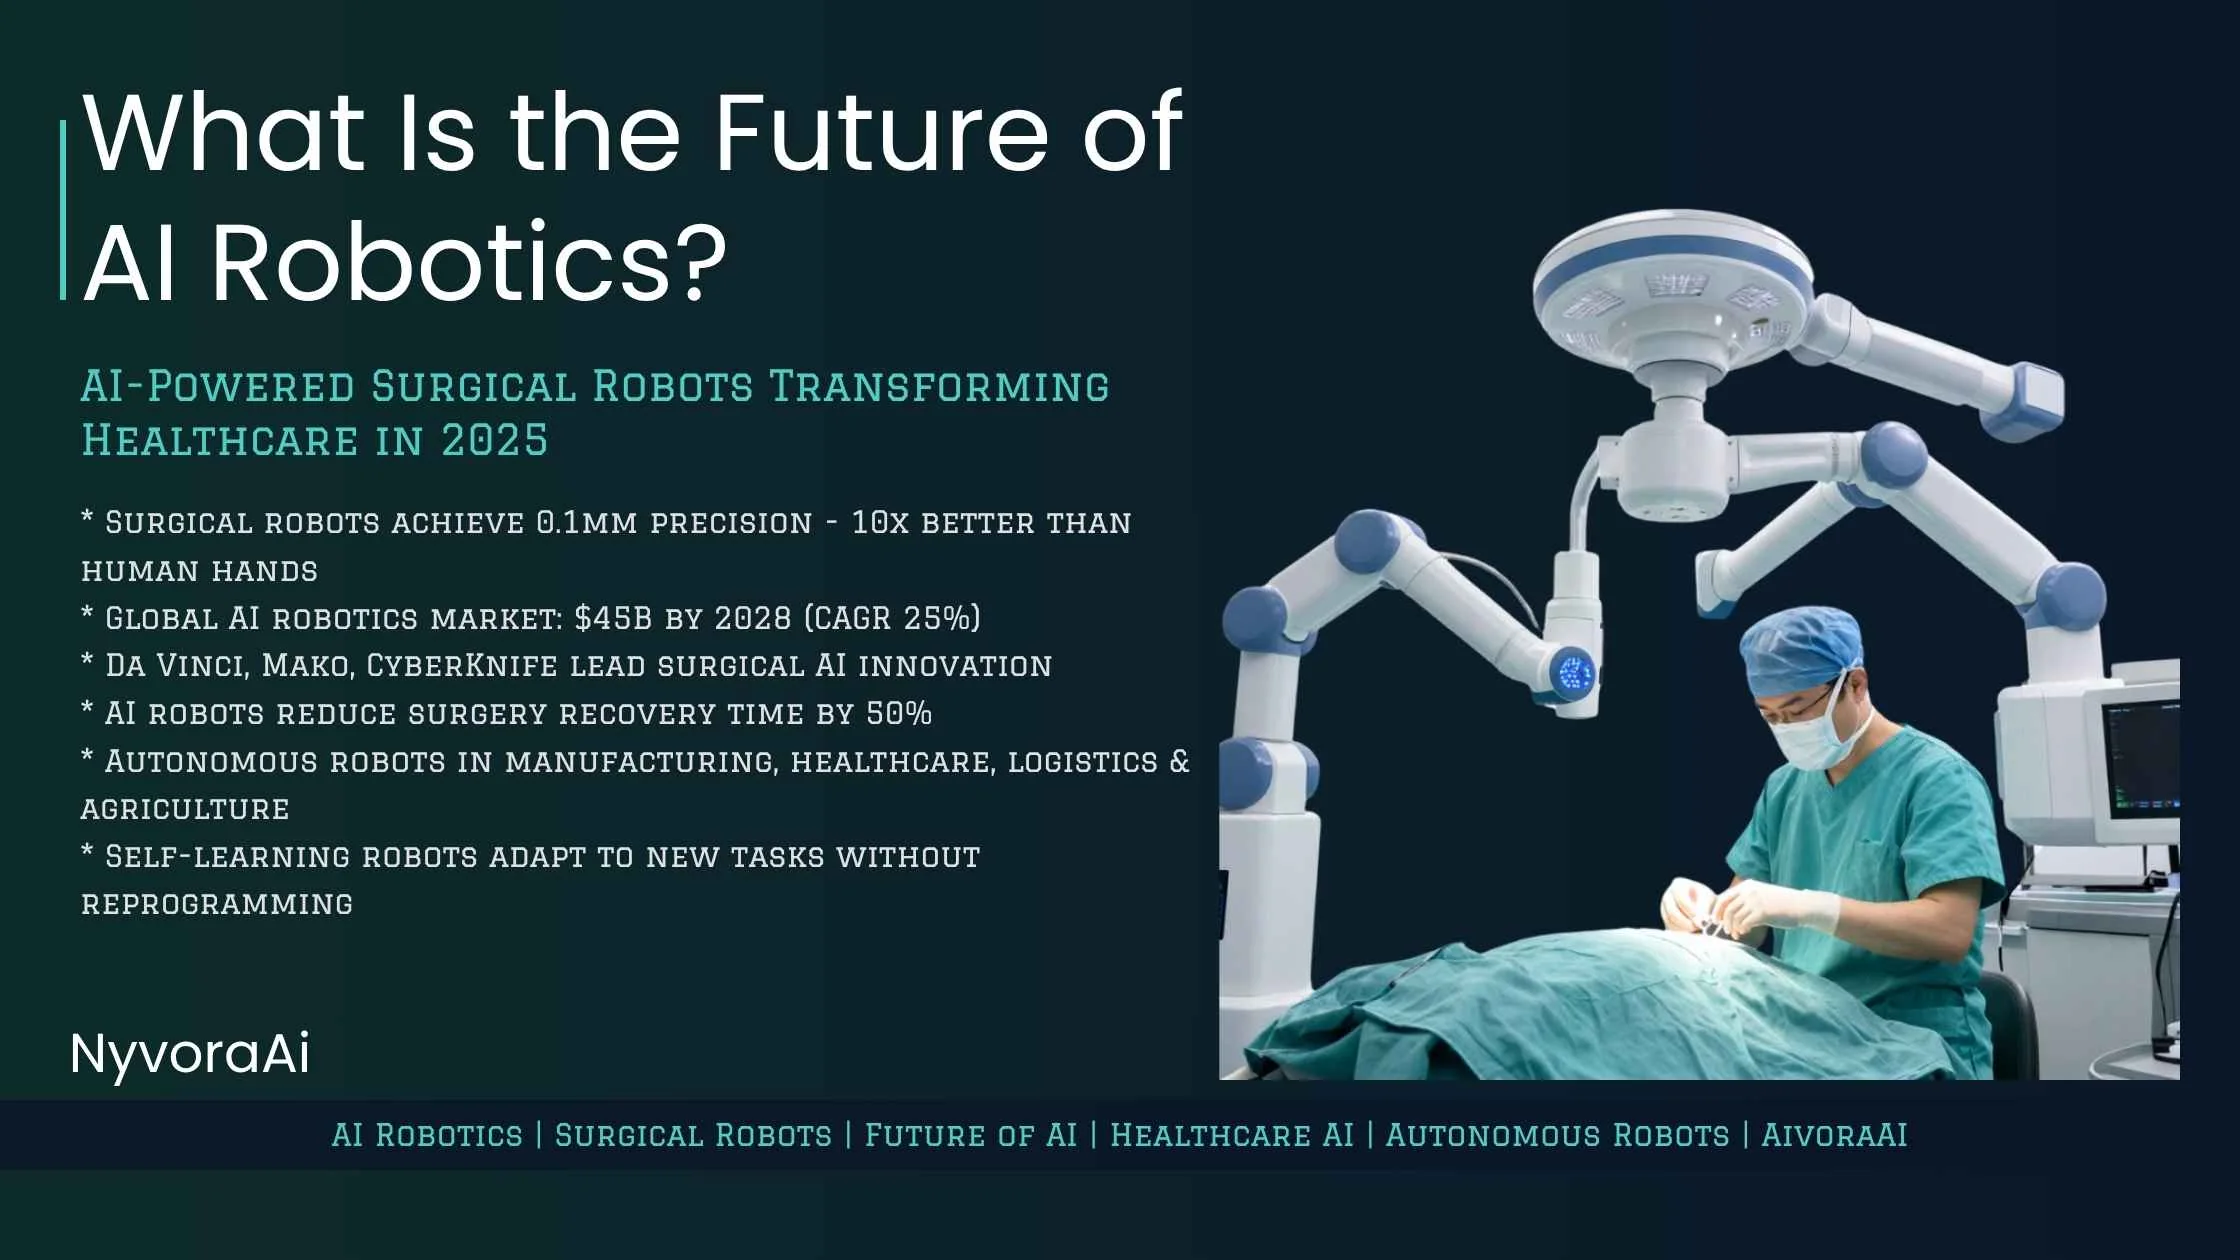 What Is the Future of
AI Robotics?
AI-Powered Surgical Robots Transforming
Healthcare in 2025
* Surgical robots achieve 0.1mm precision - 10x better than
human hands
* Global AI robotics market: $45B by 2028 (CAGR 25%)
* Da Vinci, Mako, CyberKnife lead surgical AI innovation
* AI robots reduce surgery recovery time by 50%
* Autonomous robots in manufacturing, healthcare, logistics &
agriculture
* Self-learning robots adapt to new tasks without
reprogramming
NyvoraAi
AI Robotics | Surgical Robots | Future of AI | Healthcare AI | Autonomous Robots | AivoraAI